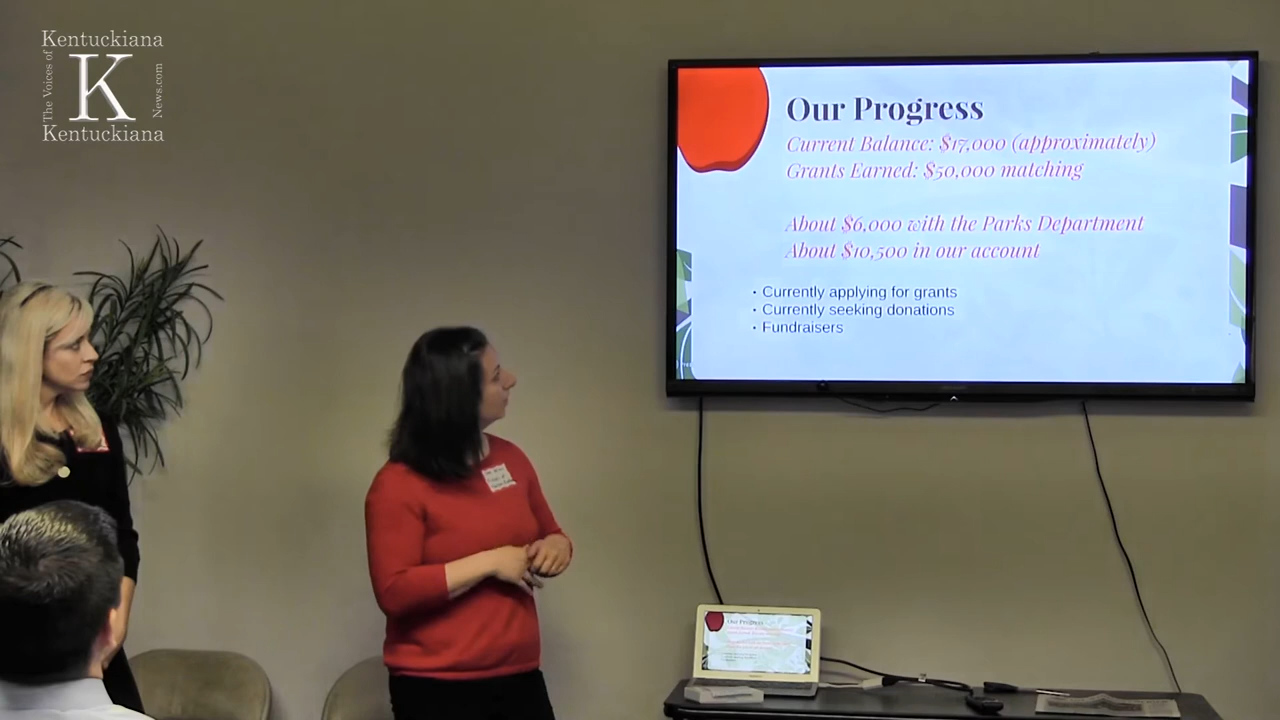 Kentuckiana
The Voices of
K
News.com
Kentuckiana
Our Progress
Current Balance: $17,000 (approximately)
Grants Earned: $50,000 matching
About $6,000 with the Parks Department
About $10,500 in our account
• Currently applying for grants
• Currently seeking donations
• Fundraisers
Our Progress